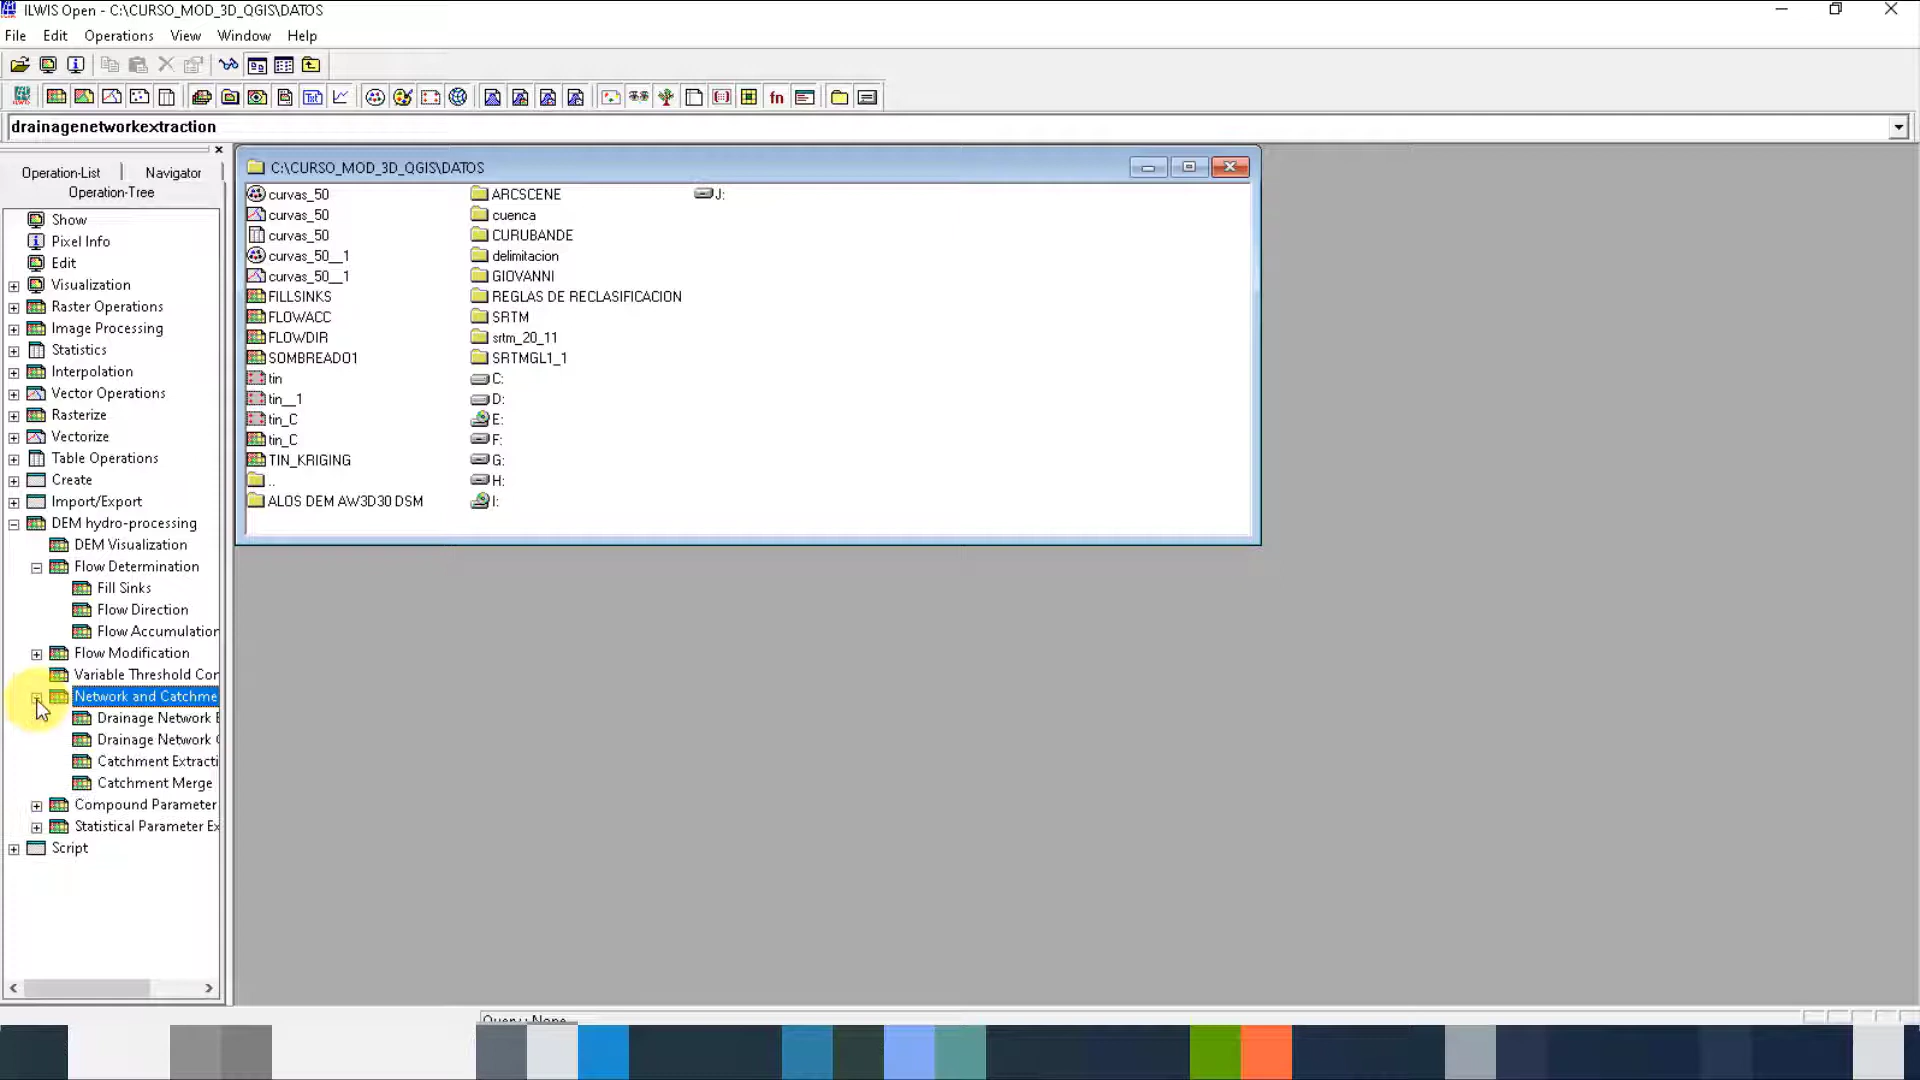 ILWIS Open - C:\CURSO_MOD_3D_QGIS\DATOS
File Edit Operations View Window Help
drainagenetworkextraction
Operation-List Navigator
Operation-Tree
Show
Pixel Info
Edit
Visualization
Raster Operations
Image Processing
Statistics
Interpolation
Vector Operations
Rasterize
Vectorize
Table Operations
Create
Import/Export
DEM hydro-processing
DEM Visualization
Flow Determination
Fill Sinks
Flow Direction
Flow Accumulation
Flow Modification
Variable Threshold Cor
Network and Catchme
Drainage Network E
Drainage Network
Catchment Extracti
Catchment Merge
Compound Parameter
Statistical Parameter Ex
Script
C:\CURSO_MOD_3D_QGIS\DATOS
curvas_50
curvas_50
curvas_50
curvas_50__1
curvas_50__1
FILLSINKS
FLOWACC
FLOWDIR
SOMBREADO1
tin
tin__1
tin_C
tin_C
TIN_KRIGING
..
ALOS DEM AW3D30 DSM
ARCSCENE
cuenca
CURUBANDE
delimitacion
GIOVANNI
REGLAS DE RECLASIFICACION
SRTM
srtm_20_11
SRTMGL1_1
C:
D:
E:
F:
G:
H:
I:
J:
Query : None